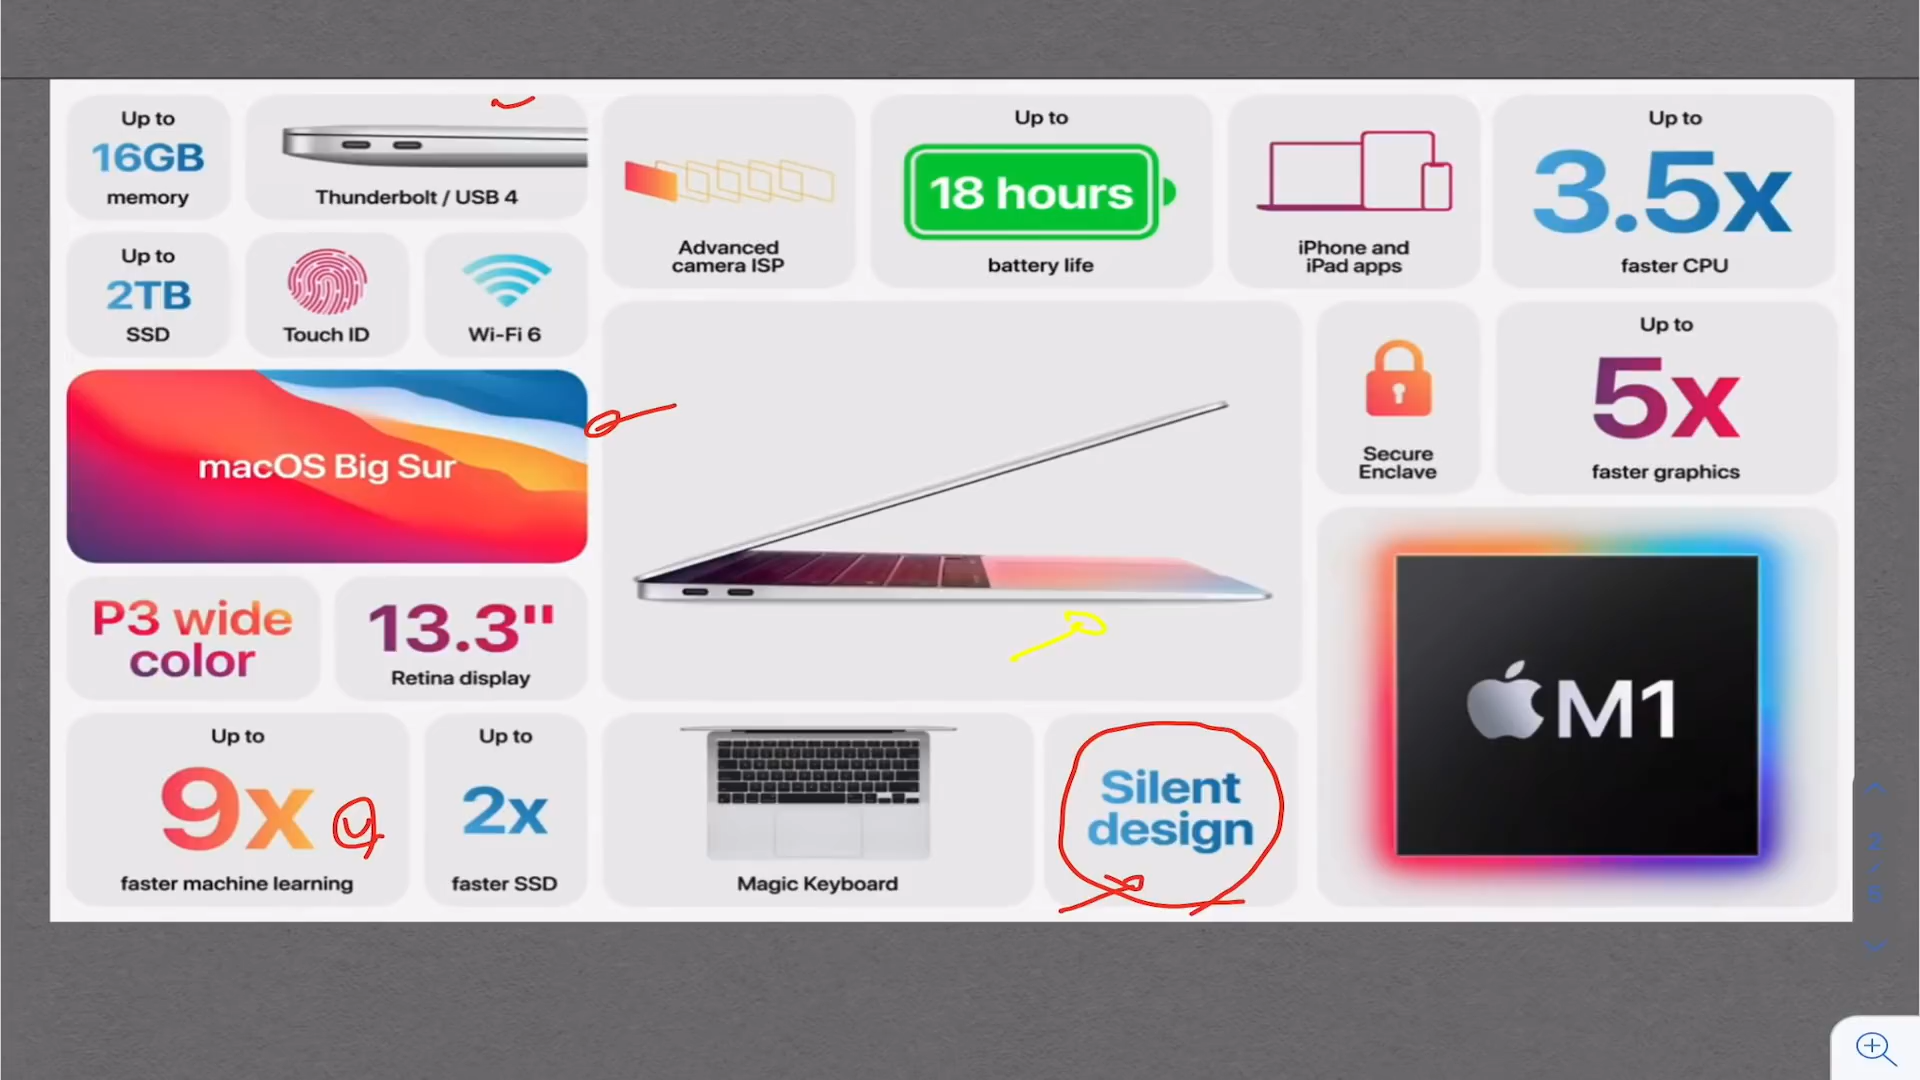 Up to
16GB
memory
Thunderbolt / USB 4
Advanced
camera ISP
Up to
18 hours
battery life
iPhone and
iPad apps
Up to
3.5x
faster CPU
Up to
2TB
SSD
Touch ID
Wi-Fi 6
macOS Big Sur
Secure
Enclave
Up to
5x
faster graphics
P3 wide
color
13.3"
Retina display
M1
Up to
9x
faster machine learning
Up to
2x
faster SSD
Magic Keyboard
Silent
design